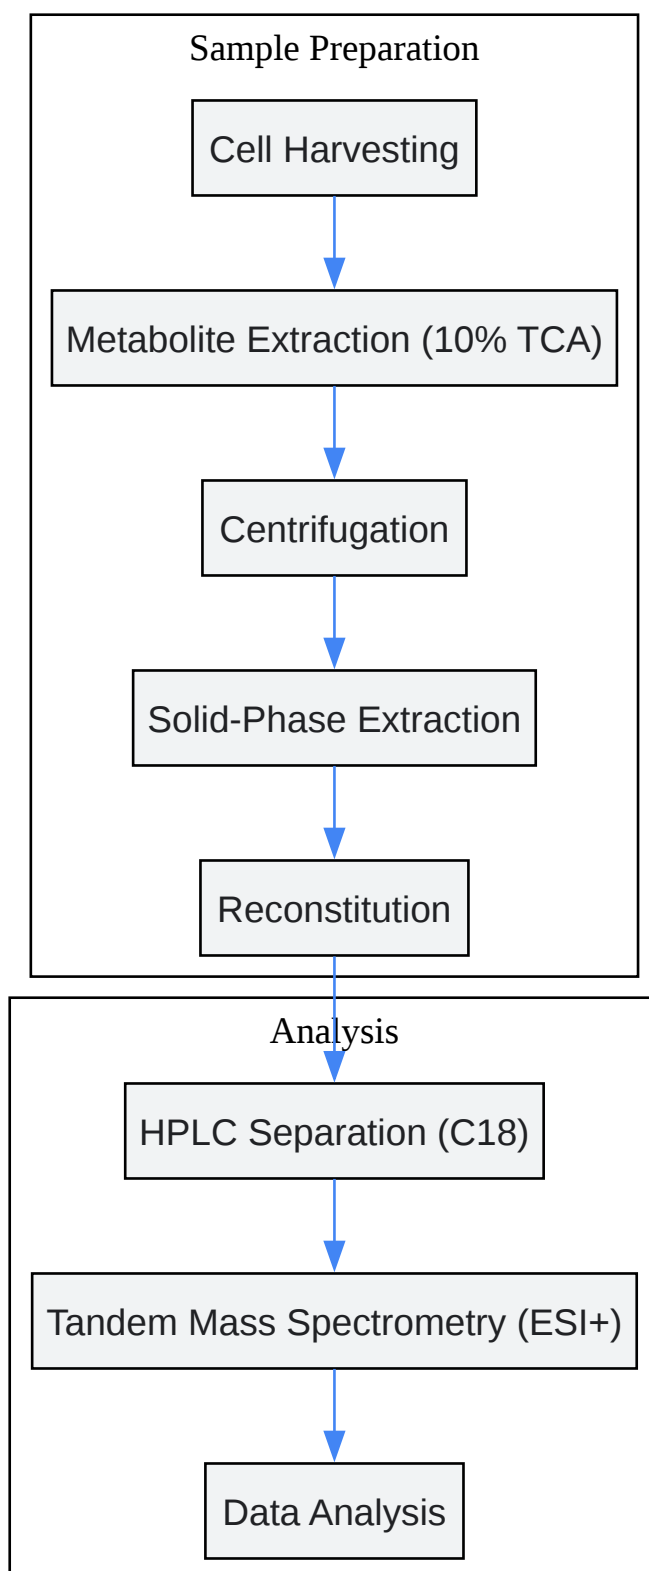 Sample Preparation
Cell Harvesting
Metabolite Extraction (10% TCA)
Centrifugation
Solid-Phase Extraction
Reconstitution
Analysis
HPLC Separation (C18)
Tandem Mass Spectrometry (ESI+)
Data Analysis